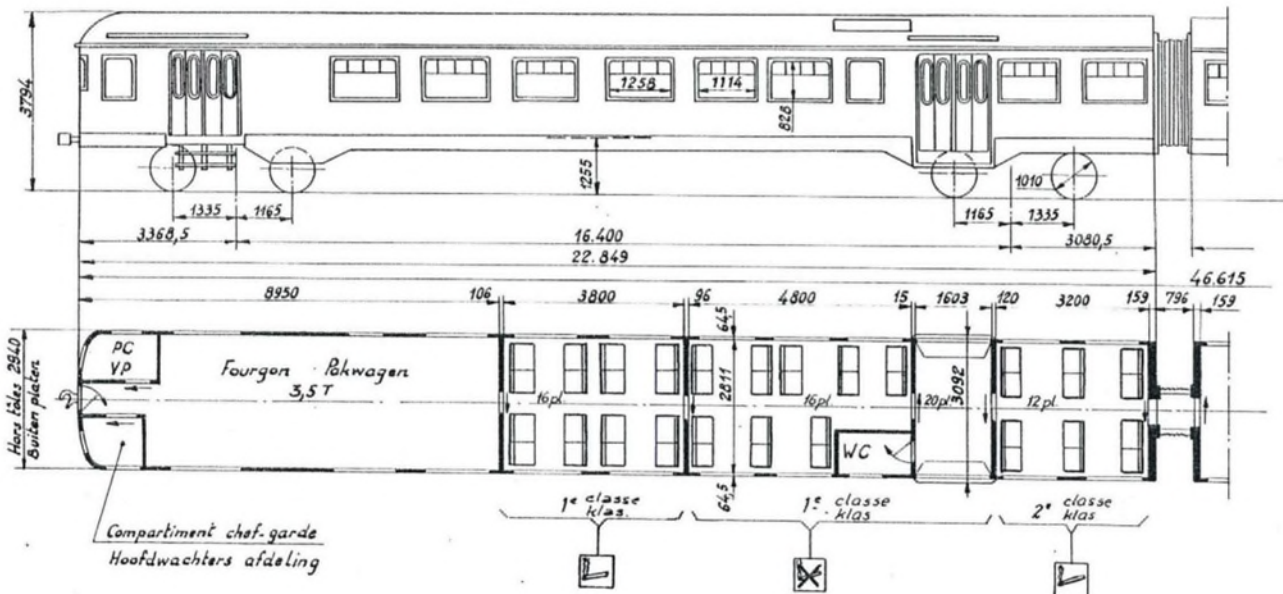 3794
1258
1114
828
1255
1010
1335
1165
1165
1335
3368,5
16.400
3080,5
22.849
46.615
8950
106
3800
96
4800
15
1603
120
3200
159
796
159
Hors tôles 2940
Buiten platen
PC
VP
Fourgon - Pakwagen
3,5 T
64,5
2811
64,5
3092
16 pl.
16 pl.
20 pl.
12 pl.
WC
1e classe
klas.
1e classe
klas
2e classe
klas
Compartiment chef-garde
Hoofdwachters afdeling